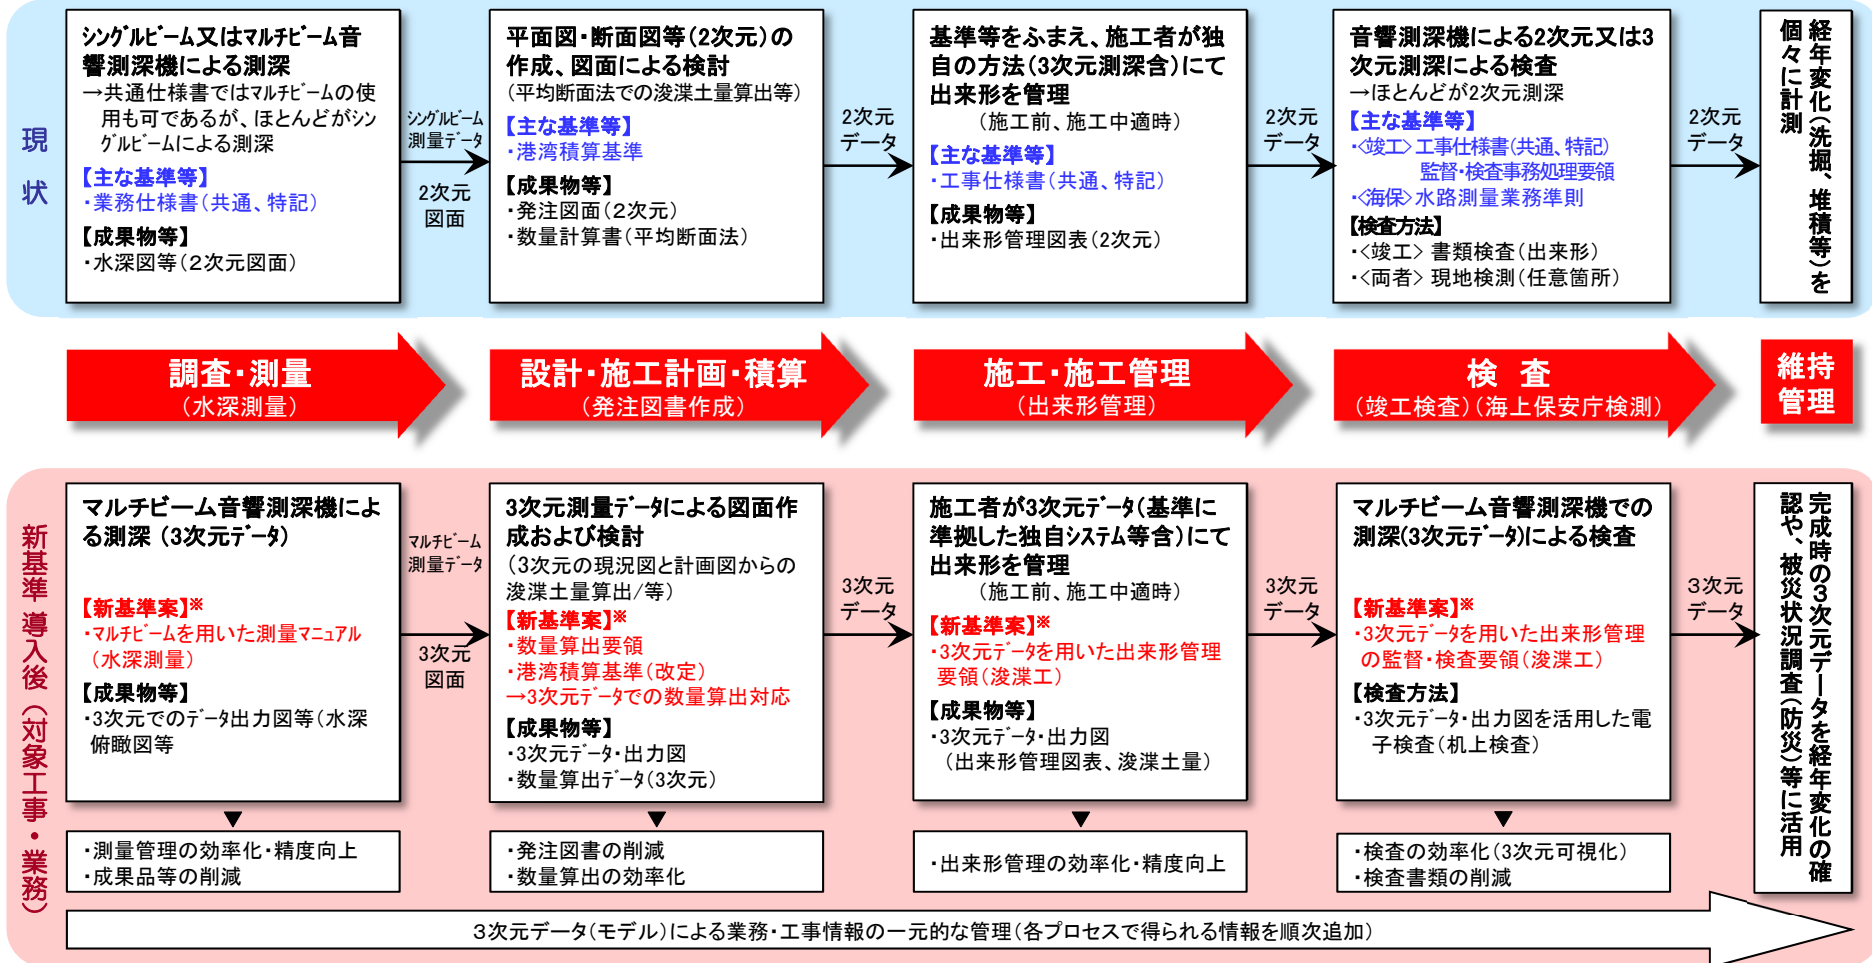 現状
シングルビーム又はマルチビーム音
響測深機による測深
→共通仕様書ではマルチビームの使
用も可であるが、ほとんどがシン
グルビームによる測深
【主な基準等】
・業務仕様書(共通、特記)
【成果物等】
・水深図等(2次元図面)
シングルビーム
測量データ
2次元
図面
平面図・断面図等(2次元)の
作成、図面による検討
(平均断面法での浚渫土量算出等)
【主な基準等】
・港湾積算基準
【成果物等】
・発注図面(2次元)
・数量計算書(平均断面法)
2次元
データ
基準等をふまえ、施工者が独
自の方法(3次元測深含)にて
出来形を管理
(施工前、施工中適時)
【主な基準等】
・工事仕様書(共通、特記)
【成果物等】
・出来形管理図表(2次元)
2次元
データ
音響測深機による2次元又は3
次元測深による検査
→ほとんどが2次元測深
【主な基準等】
・<竣工> 工事仕様書(共通、特記)
監督・検査事務処理要領
・<海保> 水路測量業務準則
【検査方法】
・<竣工> 書類検査(出来形)
・<両者> 現地検測(任意箇所)
2次元
データ
経年変化(洗掘、堆積等)を
個々に計測
調査・測量
(水深測量)
設計・施工計画・積算
(発注図書作成)
施工・施工管理
(出来形管理)
検 査
(竣工検査)(海上保安庁検測)
維持
管理
新基準 導入後(対象工事・業務)
マルチビーム音響測深機によ
る測深 (3次元データ)
【新基準案】※
・マルチビームを用いた測量マニュアル
(水深測量)
【成果物等】
・3次元でのデータ出力図等(水深
俯瞰図等
マルチビーム
測量データ
3次元
図面
3次元測量データによる図面作
成および検討
(3次元の現況図と計画図からの
浚渫土量算出/等)
【新基準案】※
・数量算出要領
・港湾積算基準(改定)
→3次元データでの数量算出対応
【成果物等】
・3次元データ・出力図
・数量算出データ(3次元)
3次元
データ
施工者が3次元データ(基準に
準拠した独自システム等含)にて
出来形を管理
(施工前、施工中適時)
【新基準案】※
・3次元データを用いた出来形管理
要領(浚渫工)
【成果物等】
・3次元データ・出力図
(出来形管理図表、浚渫土量)
3次元
データ
マルチビーム音響測深機での
測深(3次元データ)による検査
【新基準案】※
・3次元データを用いた出来形管理
の監督・検査要領(浚渫工)
【検査方法】
・3次元データ・出力図を活用した電
子検査(机上検査)
3次元
データ
完成時の3次元データを経年変化の確
認や、被災状況調査(防災)等に活用
▼
・測量管理の効率化・精度向上
・成果品等の削減
▼
・発注図書の削減
・数量算出の効率化
▼
・出来形管理の効率化・精度向上
▼
・検査の効率化(3次元可視化)
・検査書類の削減
3次元データ(モデル)による業務・工事情報の一元的な管理(各プロセスで得られる情報を順次追加)